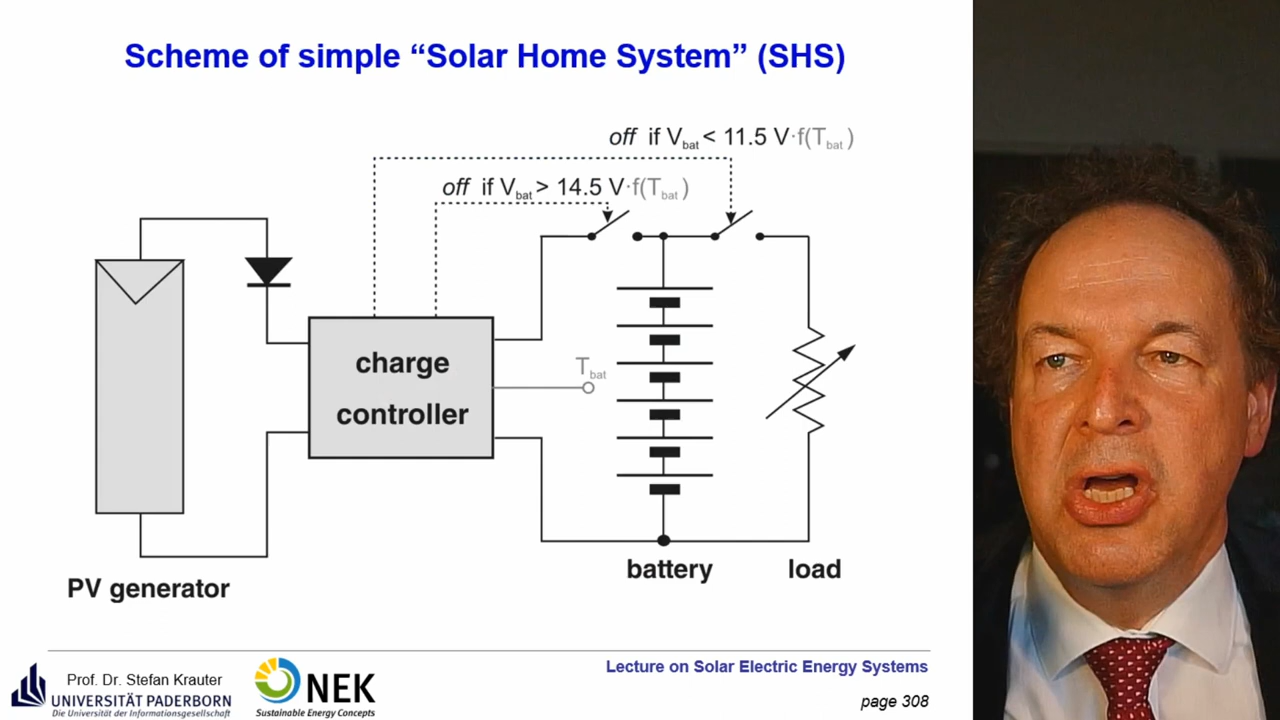 Scheme of simple “Solar Home System” (SHS)
off if Vbat < 11.5 V·f(Tbat)
off if Vbat > 14.5 V·f(Tbat)
charge
controller
Tbat
battery
load
PV generator
Prof. Dr. Stefan Krauter
UNIVERSITÄT PADERBORN
Die Universität der Informationsgesellschaft
NEK
Sustainable Energy Concepts
Lecture on Solar Electric Energy Systems
page 308